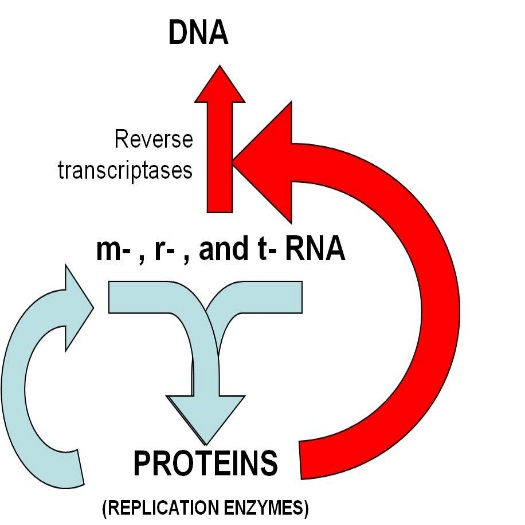 DNA
Reverse
transcriptases
m- , r- , and t- RNA
PROTEINS
(REPLICATION ENZYMES)